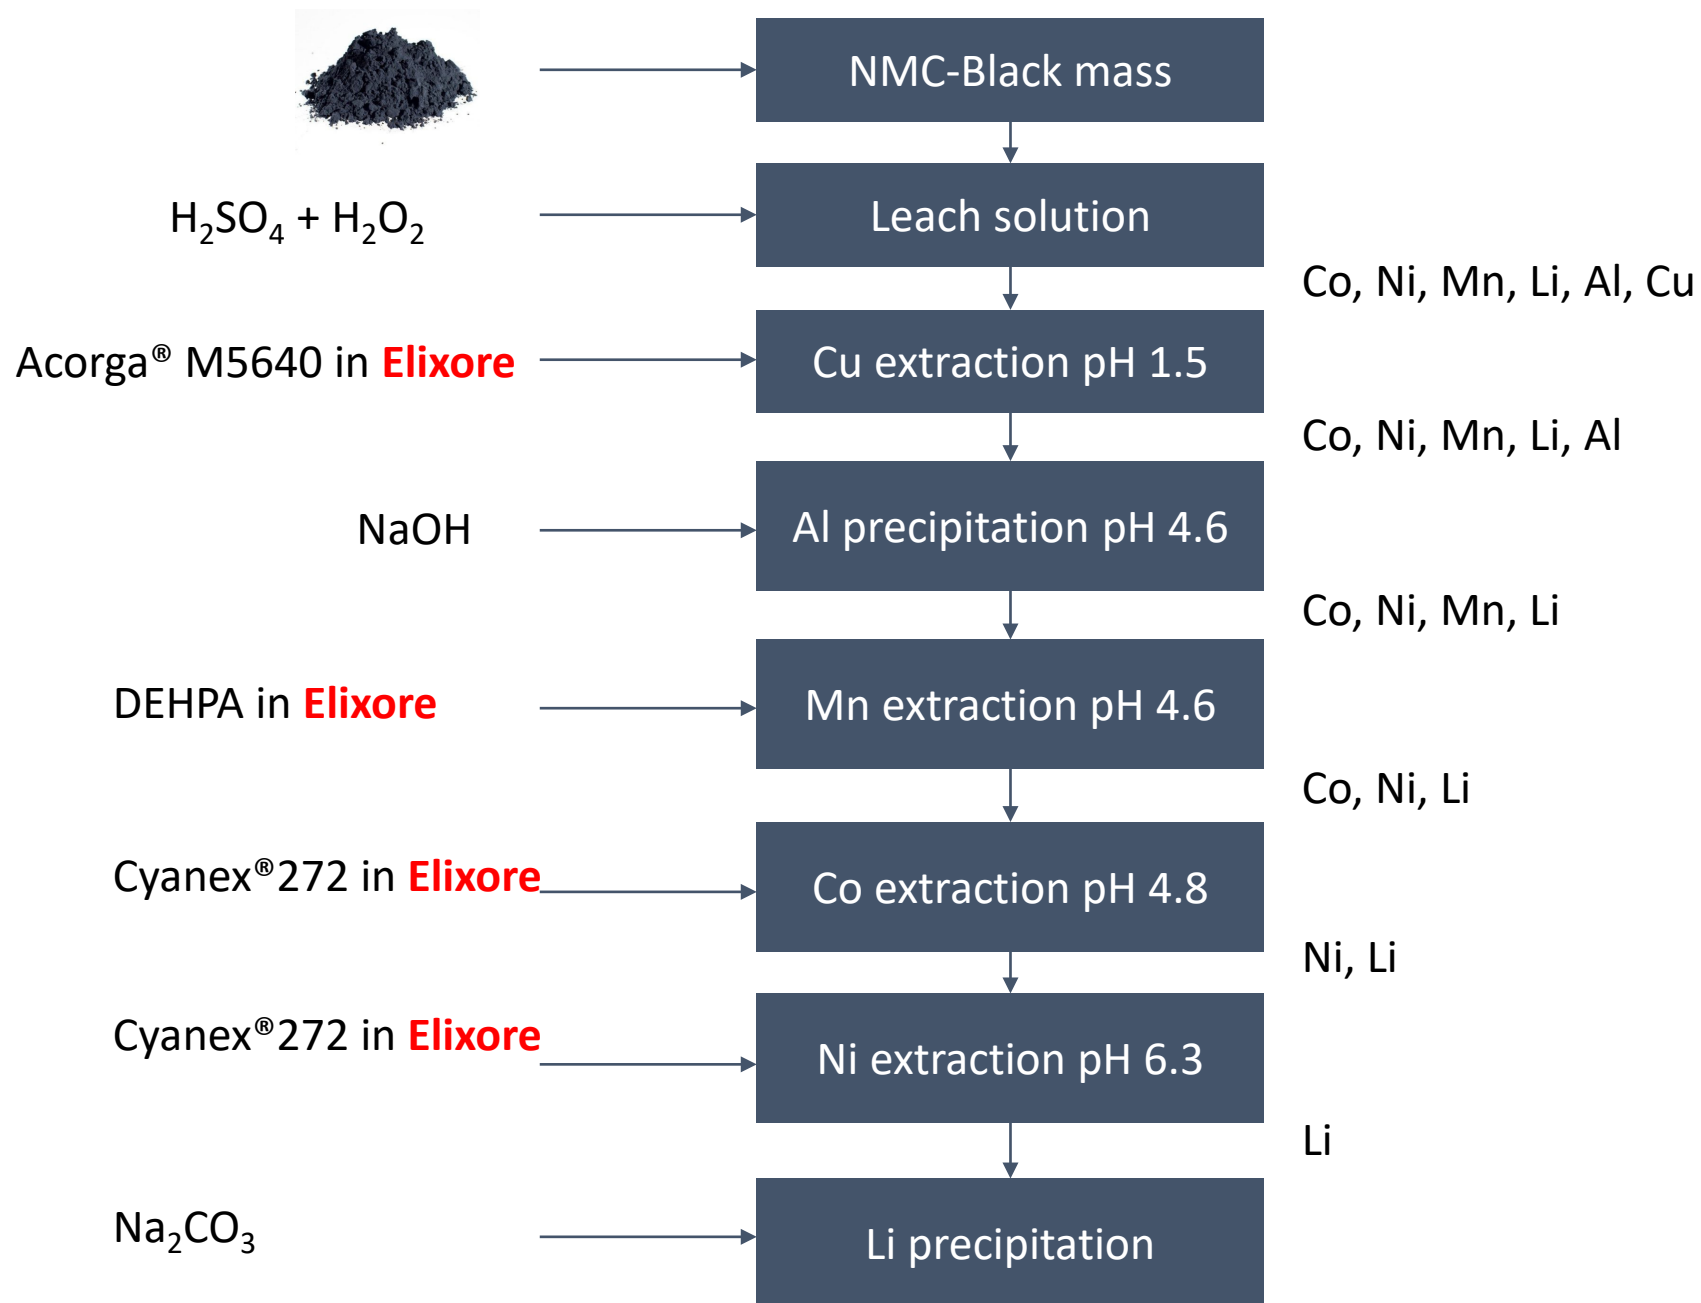 NMC-Black mass
H₂SO₄ + H₂O₂
Leach solution
Co, Ni, Mn, Li, Al, Cu
Acorga® M5640 in Elixore
Cu extraction pH 1.5
Co, Ni, Mn, Li, Al
NaOH
Al precipitation pH 4.6
Co, Ni, Mn, Li
DEHPA in Elixore
Mn extraction pH 4.6
Co, Ni, Li
Cyanex®272 in Elixore
Co extraction pH 4.8
Ni, Li
Cyanex®272 in Elixore
Ni extraction pH 6.3
Li
Na₂CO₃
Li precipitation